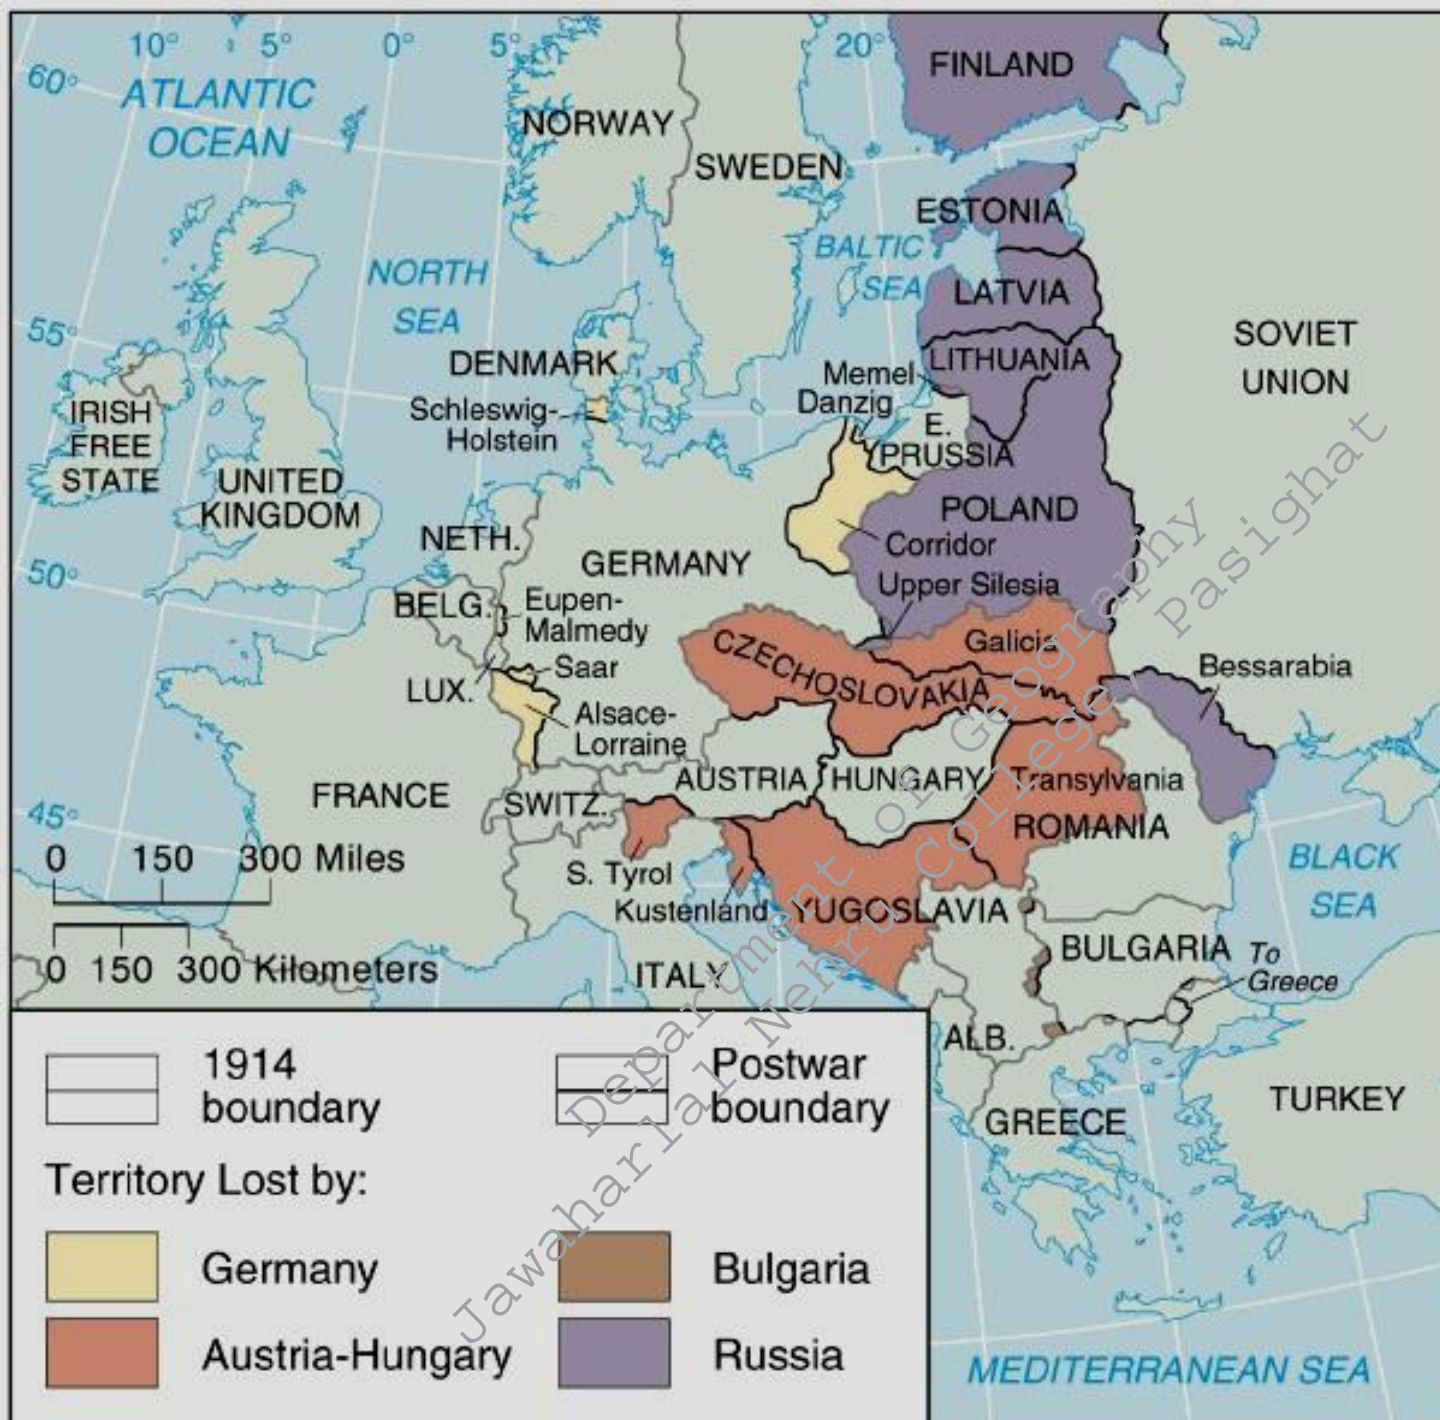 10° 5° 0° 5° 20°
60°
55°
50°
45°
ATLANTIC
OCEAN
NORWAY
SWEDEN
FINLAND
ESTONIA
BALTIC
SEA
LATVIA
LITHUANIA
SOVIET
UNION
NORTH
SEA
DENMARK
Schleswig-
Holstein
Memel
Danzig
E.
PRUSSIA
IRISH
FREE
STATE
UNITED
KINGDOM
NETH.
GERMANY
POLAND
Corridor
Upper Silesia
BELG.
Eupen-
Malmedy
Saar
LUX.
Alsace-
Lorraine
CZECHOSLOVAKIA
Galicia
Bessarabia
FRANCE
SWITZ.
AUSTRIA
HUNGARY
Transylvania
ROMANIA
S. Tyrol
Kustenland
YUGOSLAVIA
BLACK
SEA
BULGARIA
To
Greece
ITALY
ALB.
GREECE
TURKEY
MEDITERRANEAN SEA
0 150 300 Miles
0 150 300 Kilometers
1914
boundary
Postwar
boundary
Territory Lost by:
Germany
Bulgaria
Austria-Hungary
Russia
Department of Geography
Jawaharlal Nehru College Pasighat